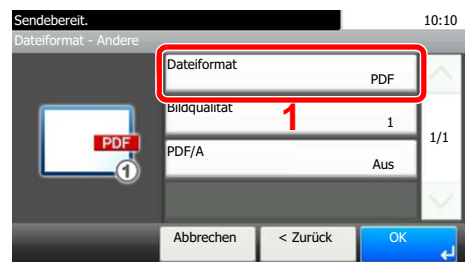 Sendebereit. 10:10
Dateiformat - Andere
Dateiformat
PDF
Bildqualität
1
1
PDF/A
Aus
1/1
PDF
1
Abbrechen < Zurück OK